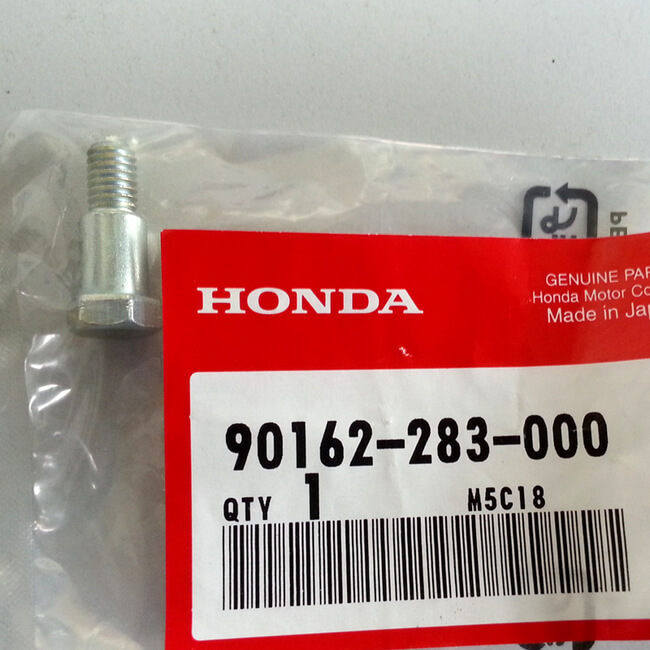 HONDA
GENUINE PAR
Honda Motor Co
Made in Jap
90162-283-000
QTY 1 M5C18